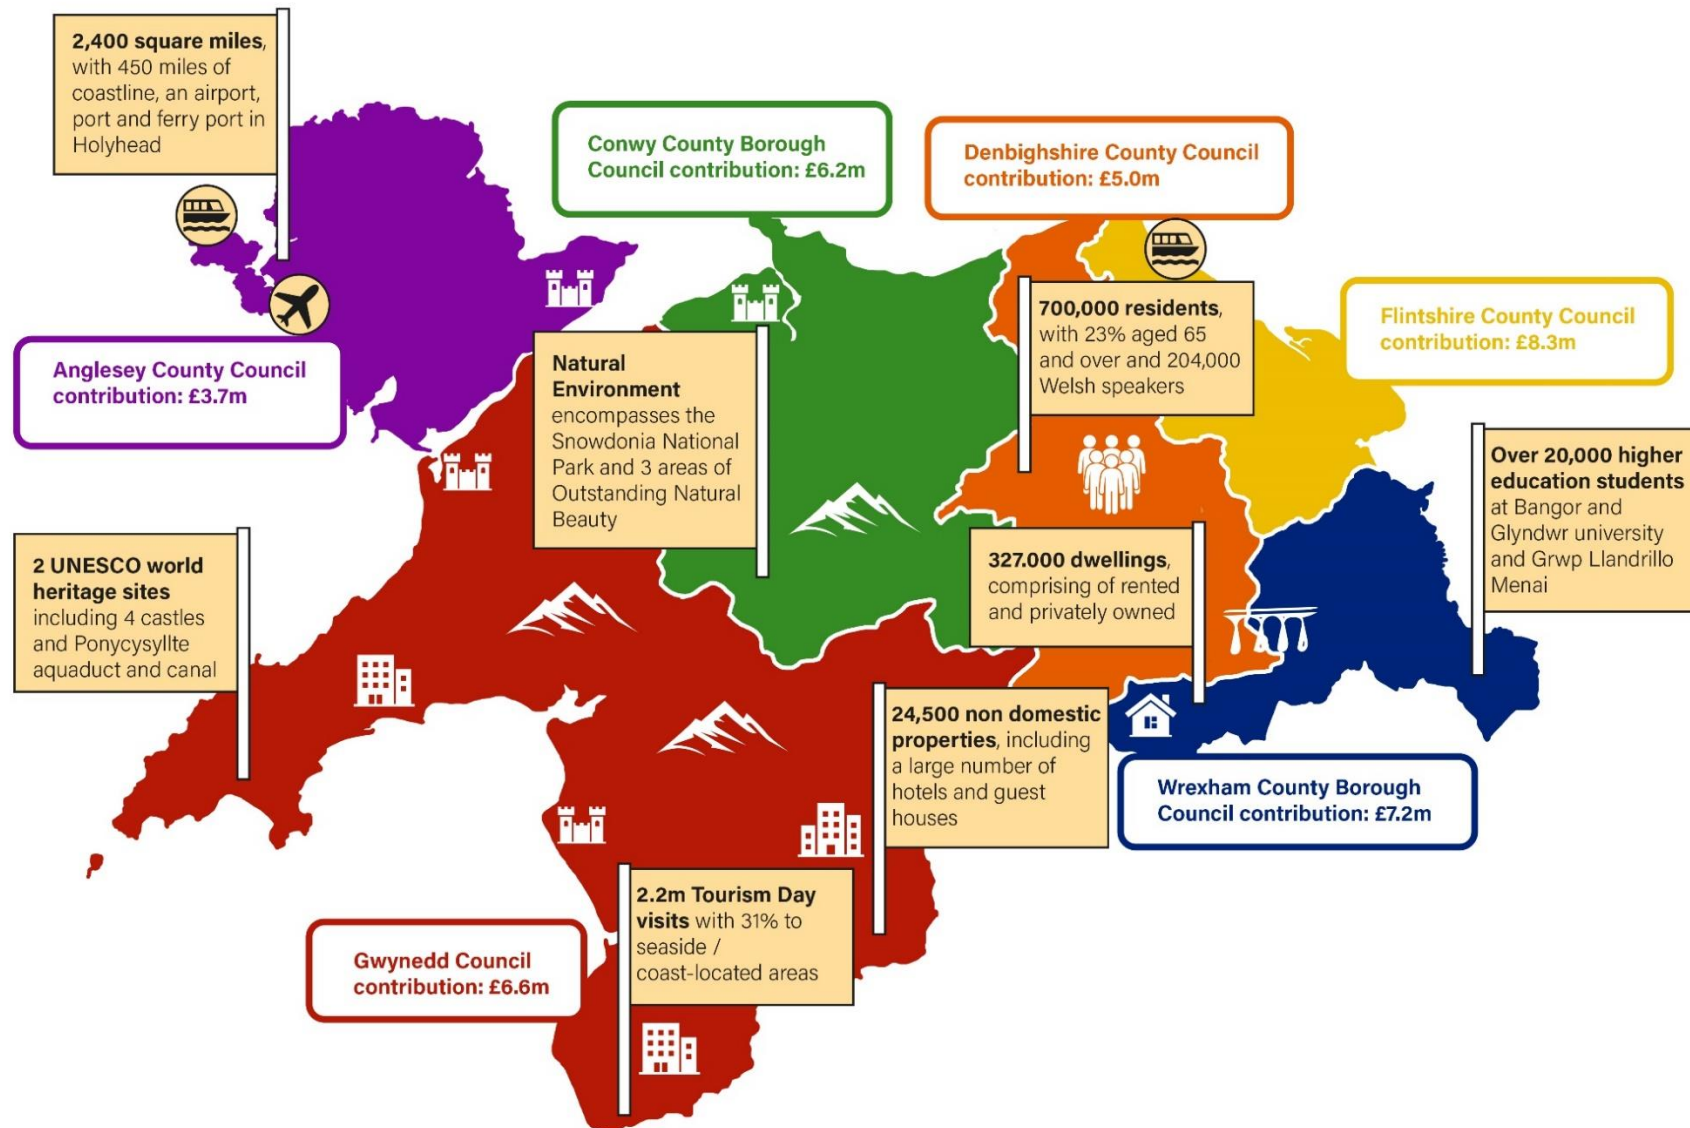 2,400 square miles,
with 450 miles of
coastline, an airport,
port and ferry port in
Holyhead
Conwy County Borough
Council contribution: £6.2m
Denbighshire County Council
contribution: £5.0m
Anglesey County Council
contribution: £3.7m
Natural
Environment
encompasses the
Snowdonia National
Park and 3 areas of
Outstanding Natural
Beauty
700,000 residents,
with 23% aged 65
and over and 204,000
Welsh speakers
Flintshire County Council
contribution: £8.3m
Over 20,000 higher
education students
at Bangor and
Glyndwr university
and Grwp Llandrillo
Menai
2 UNESCO world
heritage sites
including 4 castles
and Ponycysyllte
aquaduct and canal
327.000 dwellings,
comprising of rented
and privately owned
24,500 non domestic
properties, including
a large number of
hotels and guest
houses
Wrexham County Borough
Council contribution: £7.2m
2.2m Tourism Day
visits with 31% to
seaside /
coast-located areas
Gwynedd Council
contribution: £6.6m